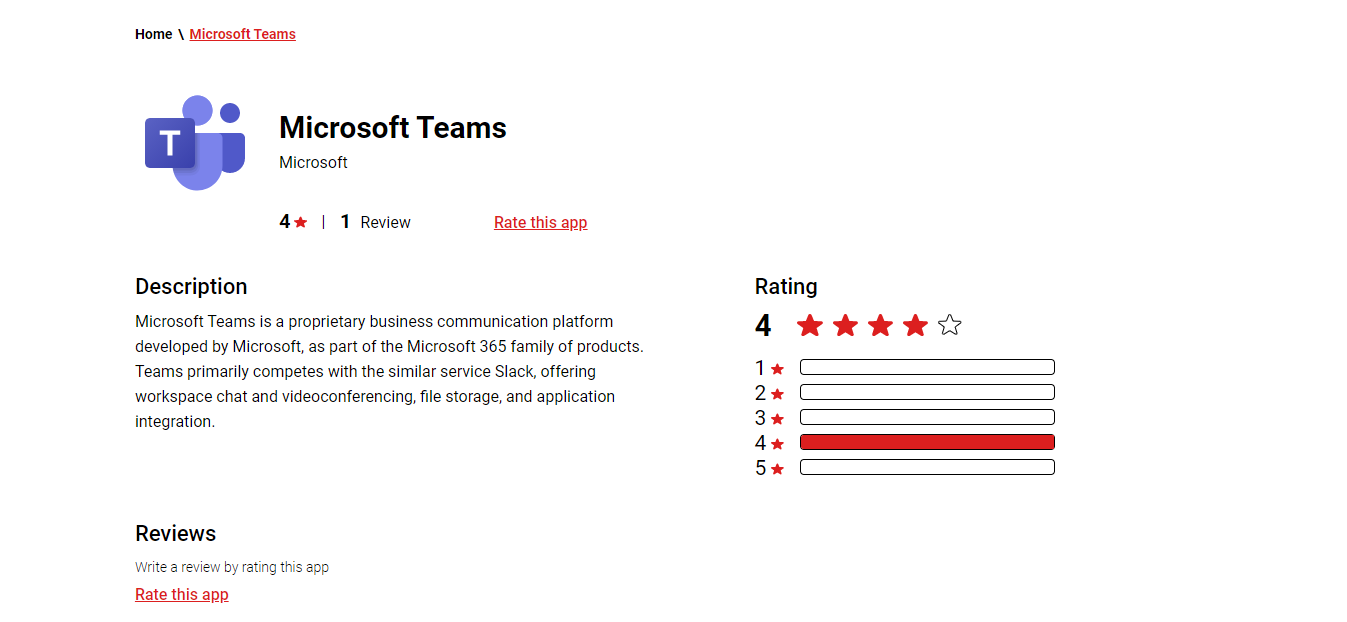 Home \ Microsoft Teams
T
Microsoft Teams
Microsoft
4 | 1 Review Rate this app
Description
Microsoft Teams is a proprietary business communication platform
developed by Microsoft, as part of the Microsoft 365 family of products.
Teams primarily competes with the similar service Slack, offering
workspace chat and videoconferencing, file storage, and application
integration.
Rating
4
1
2
3
4
5
Reviews
Write a review by rating this app
Rate this app